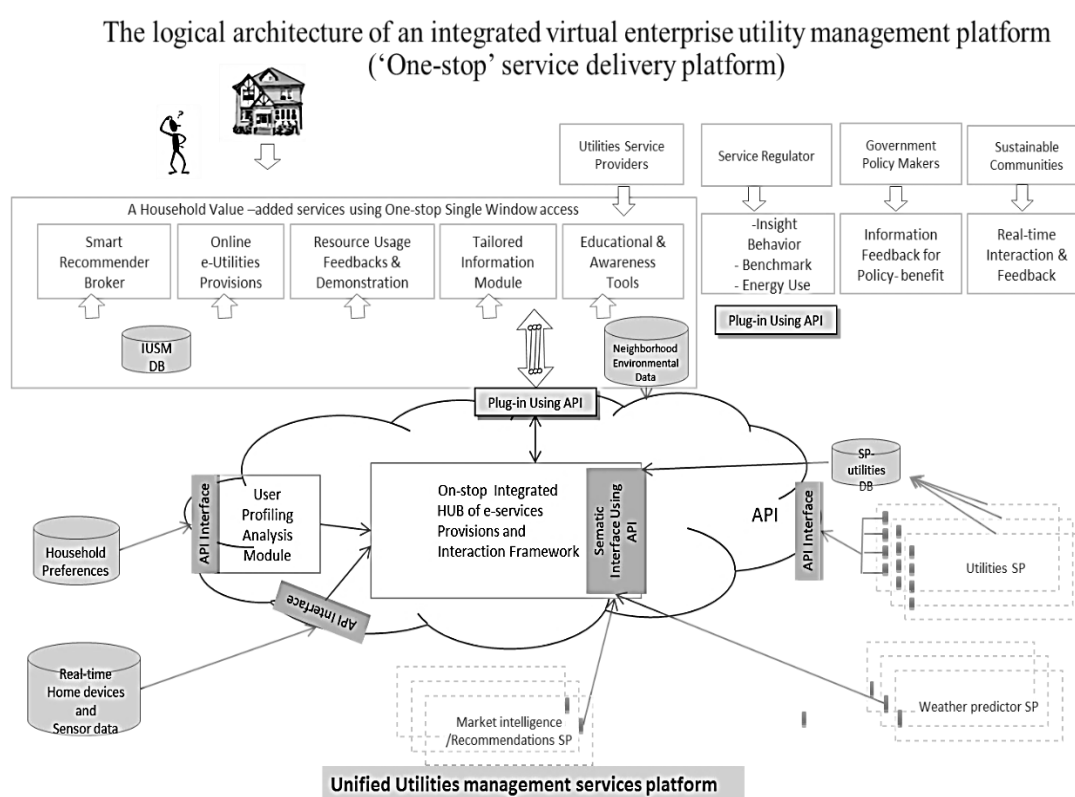 The logical architecture of an integrated virtual enterprise utility management platform
('One-stop' service delivery platform)
?
Utilities Service
Providers
Service Regulator
Government
Policy Makers
Sustainable
Communities
A Household Value –added services using One-stop Single Window access
Smart
Recommender
Broker
Online
e-Utilities
Provisions
Resource Usage
Feedbacks &
Demonstration
Tailored
Information
Module
Educational &
Awareness
Tools
-Insight
Behavior
- Benchmark
- Energy Use
Information
Feedback for
Policy- benefit
Real-time
Interaction &
Feedback
Plug-in Using API
IUSM
DB
Neighborhood
Environmental
Data
Plug-in Using API
API Interface
User
Profiling
Analysis
Module
On-stop Integrated
HUB of e-services
Provisions and
Interaction Framework
Sematic
Interface Using
API
API
API Interface
SP-
utilities
DB
Utilities SP
Household
Preferences
API Interface
Real-time
Home devices
and
Sensor data
Market intelligence
/Recommendations SP
Weather predictor SP
Unified Utilities management services platform